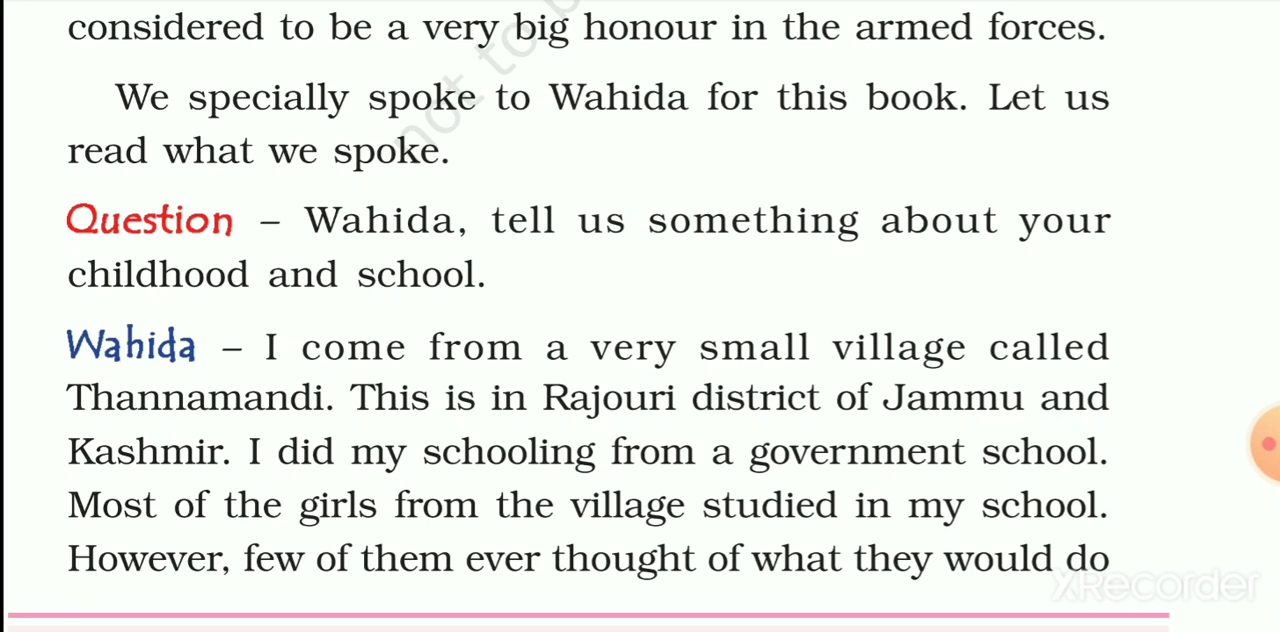 considered to be a very big honour in the armed forces.
We specially spoke to Wahida for this book. Let us
read what we spoke.
Question – Wahida, tell us something about your
childhood and school.
Wahida – I come from a very small village called
Thannamandi. This is in Rajouri district of Jammu and
Kashmir. I did my schooling from a government school.
Most of the girls from the village studied in my school.
However, few of them ever thought of what they would do
XRecorder
not to b